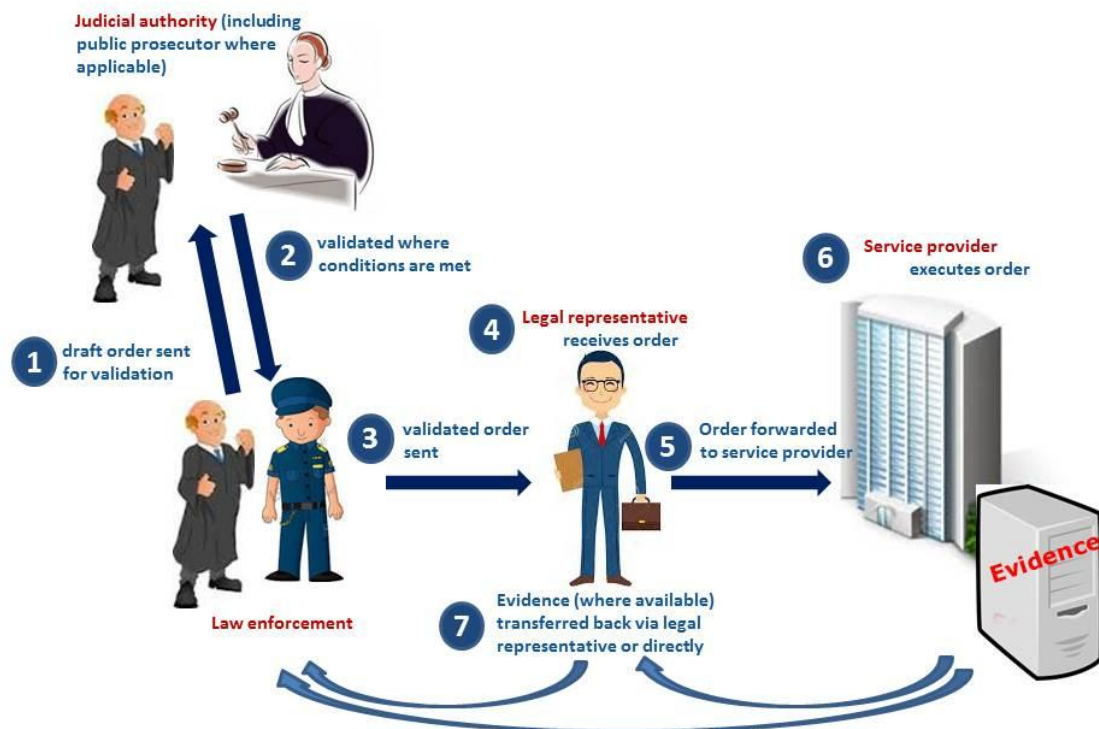 Judicial authority (including
public prosecutor where
applicable)
2
validated where
conditions are met
1
draft order sent
for validation
3
validated order
sent
Law enforcement
4
Legal representative
receives order
5
Order forwarded
to service provider
6
Service provider
executes order
Evidence
7
Evidence (where available)
transferred back via legal
representative or directly